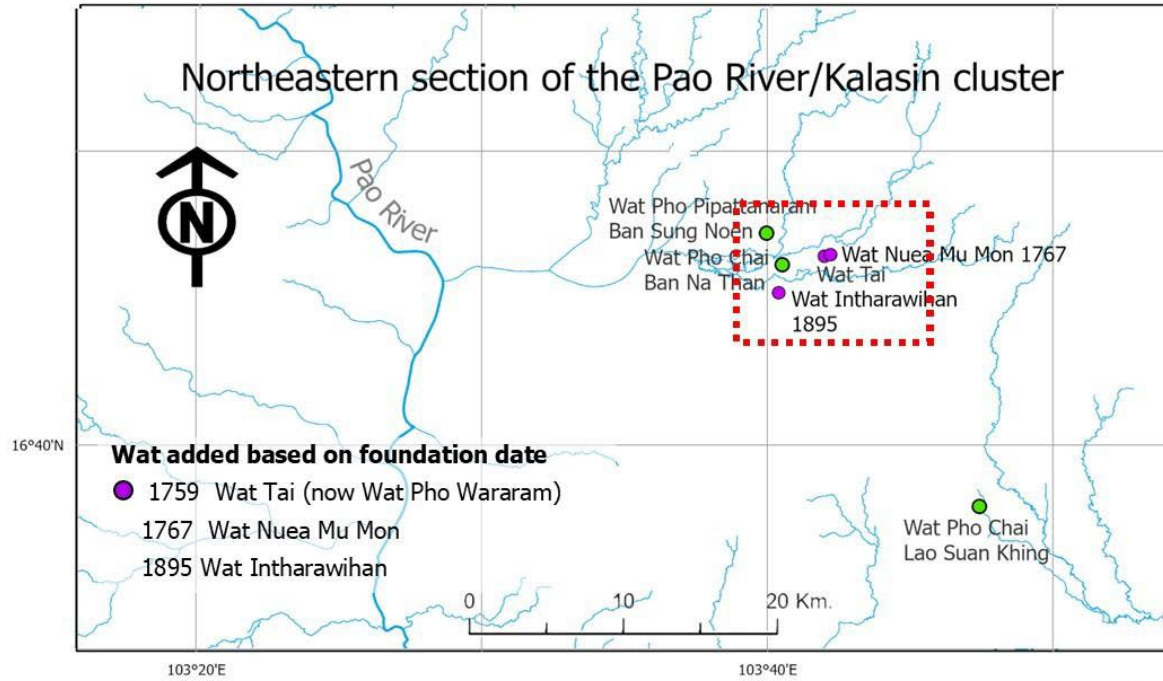 Northeastern section of the Pao River/Kalasin cluster
N
Pao River
Wat Pho Pipattanaram
Ban Sung Noen
Wat Pho Chai
Ban Na Than
Wat Nuea Mu Mon 1767
Wat Tai
Wat Intharawihan
1895
16°40'N
Wat added based on foundation date
1759 Wat Tai (now Wat Pho Wararam)
1767 Wat Nuea Mu Mon
1895 Wat Intharawihan
Wat Pho Chai
Lao Suan Khing
0 10 20 Km.
103°20'E
103°40'E